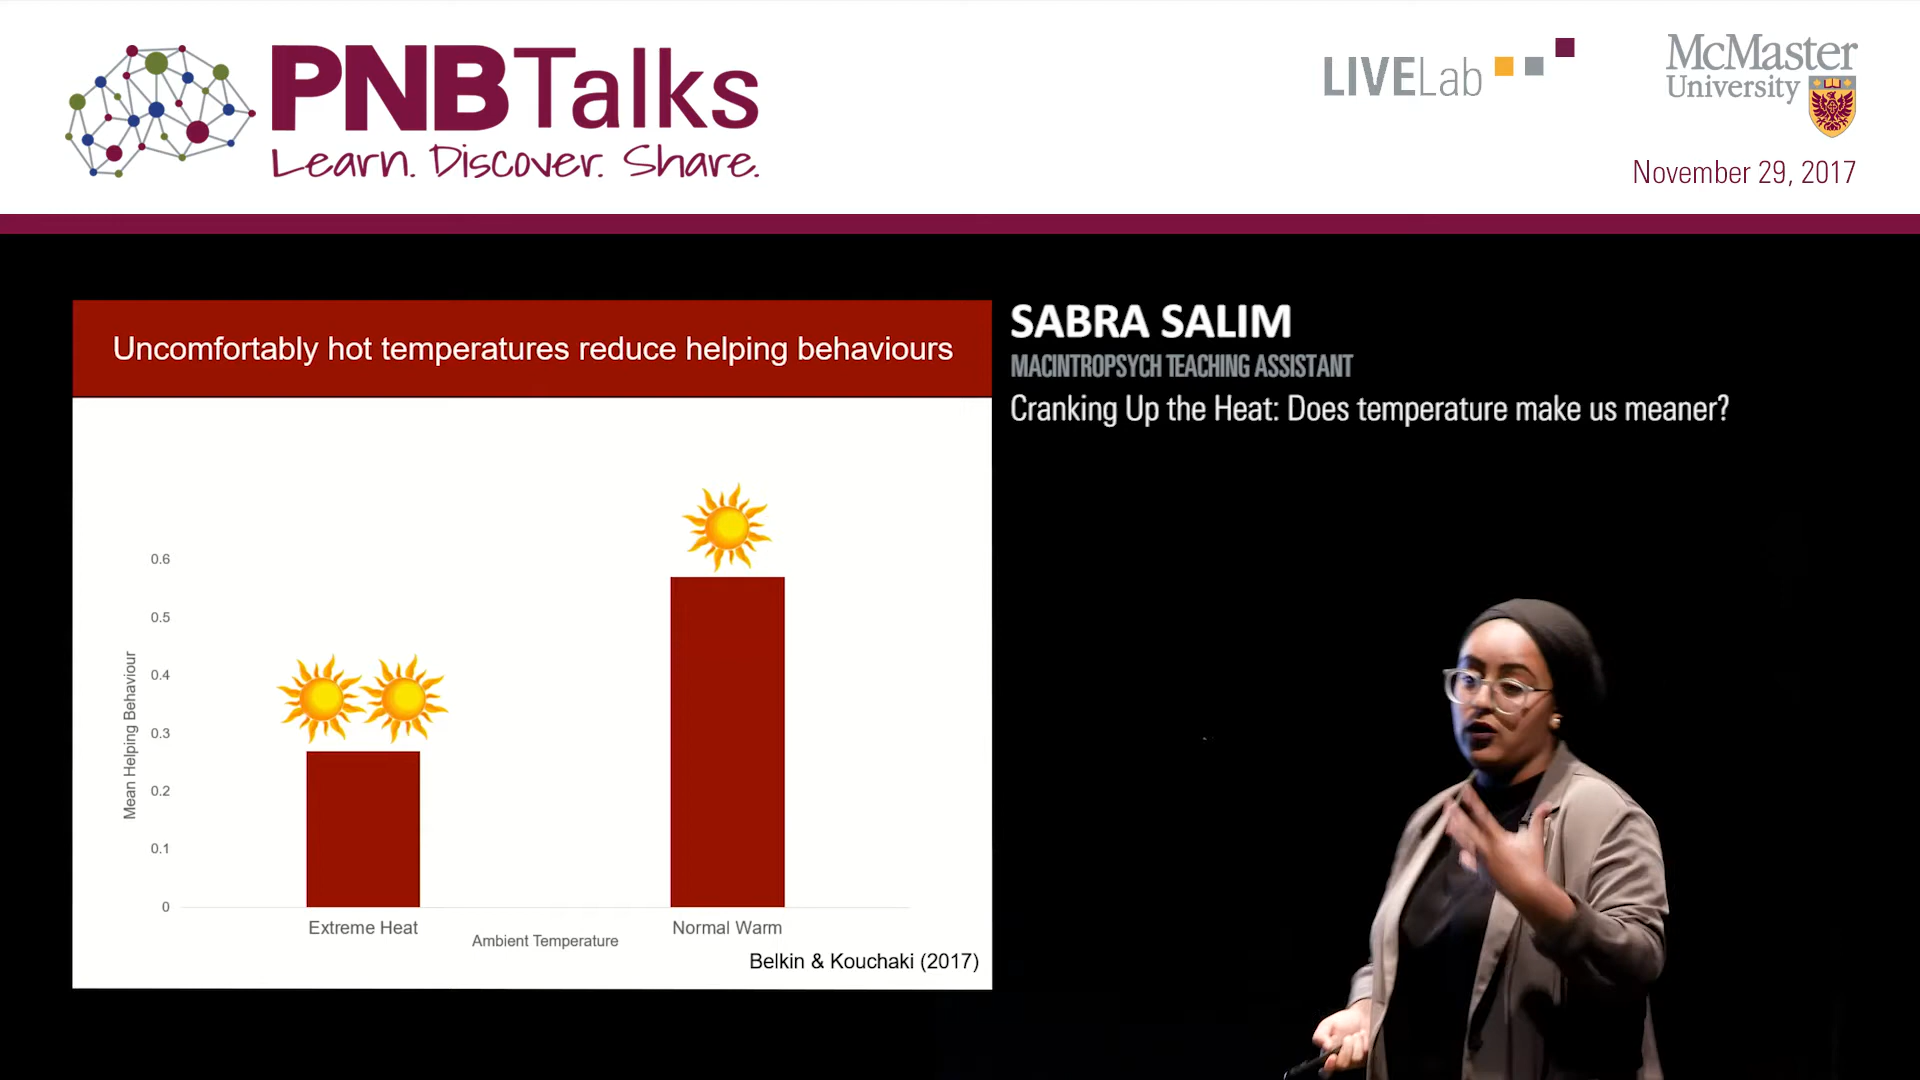 PNBTalks
Learn. Discover. Share.
LIVELab
McMaster
University
November 29, 2017
Uncomfortably hot temperatures reduce helping behaviours
0.6
0.5
0.4
0.3
0.2
0.1
0
Mean Helping Behaviour
Extreme Heat
Normal Warm
Ambient Temperature
Belkin & Kouchaki (2017)
SABRA SALIM
MACINTROPSYCH TEACHING ASSISTANT
Cranking Up the Heat: Does temperature make us meaner?